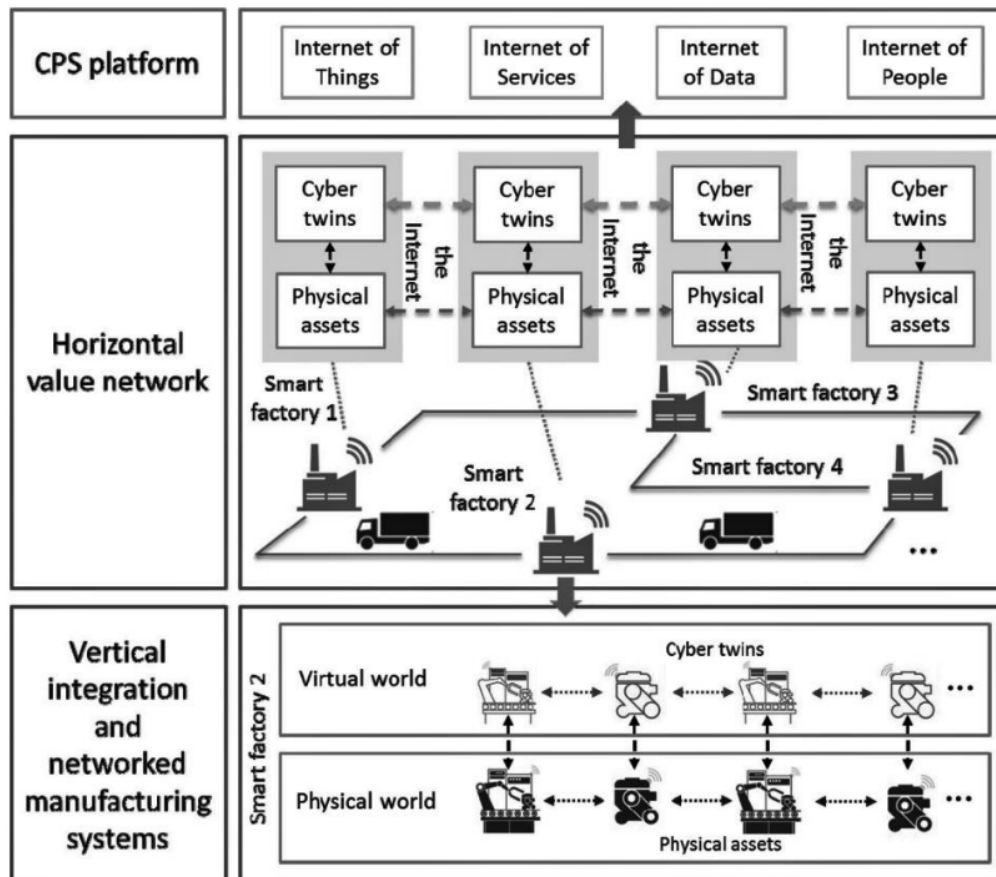 CPS platform
Internet of
Things
Internet of
Services
Internet
of Data
Internet of
People
Horizontal
value network
Cyber
twins
Physical
assets
the
Internet
Cyber
twins
Physical
assets
the
Internet
Cyber
twins
Physical
assets
the
Internet
Cyber
twins
Physical
assets
Smart
factory 1
Smart factory 3
Smart
factory 2
Smart factory 4
...
Vertical
integration
and
networked
manufacturing
systems
Smart factory 2
Cyber twins
Virtual world
...
Physical world
...
Physical assets